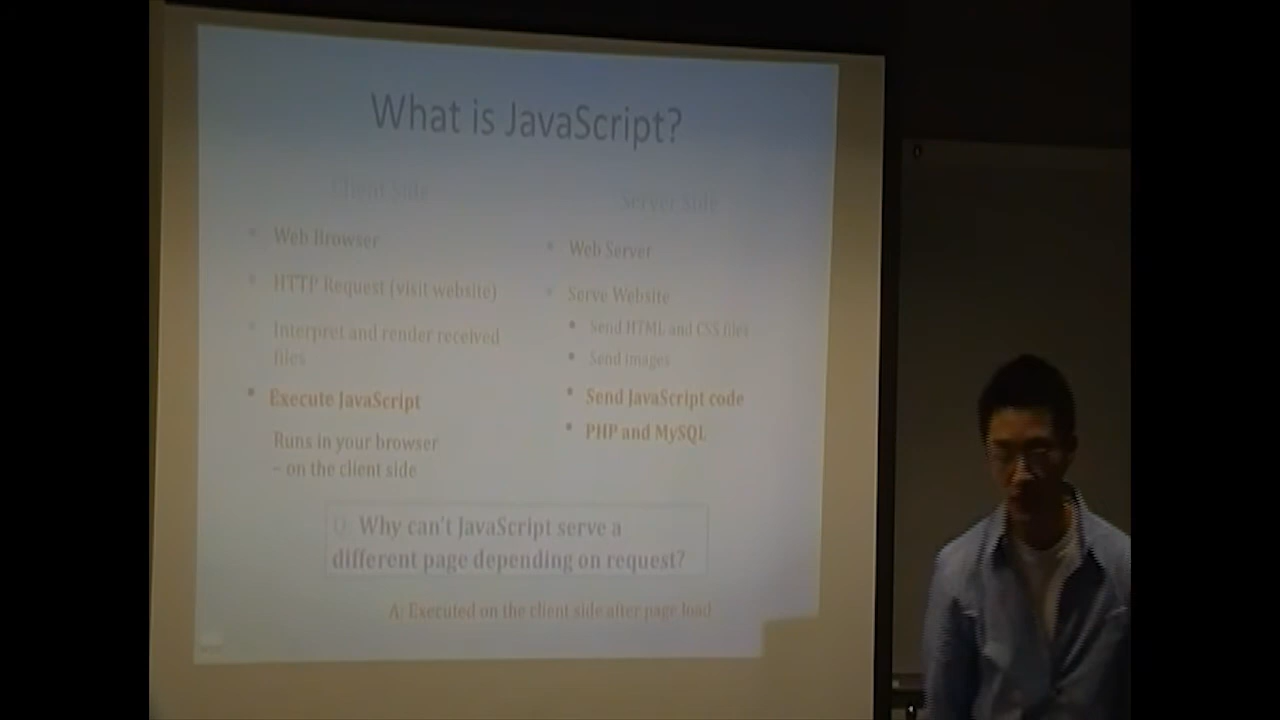 What is JavaScript?
Client Side
Web Browser
HTTP Request (visit website)
Interpret and render received
files
Execute JavaScript
Runs in your browser
– on the client side
Server Side
Web Server
Serve Website
Send HTML and CSS files
Send images
Send JavaScript code
PHP and MySQL
Q: Why can't JavaScript serve a
different page depending on request?
A: Executed on the client side after page load